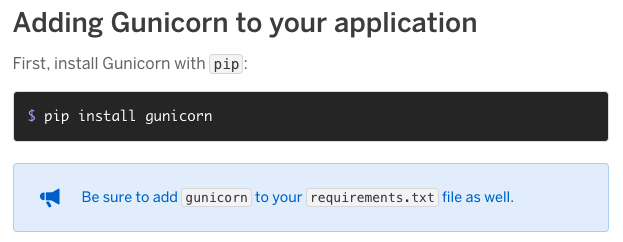 Adding Gunicorn to your application
First, install Gunicorn with pip:
$ pip install gunicorn
Be sure to add gunicorn to your requirements.txt file as well.